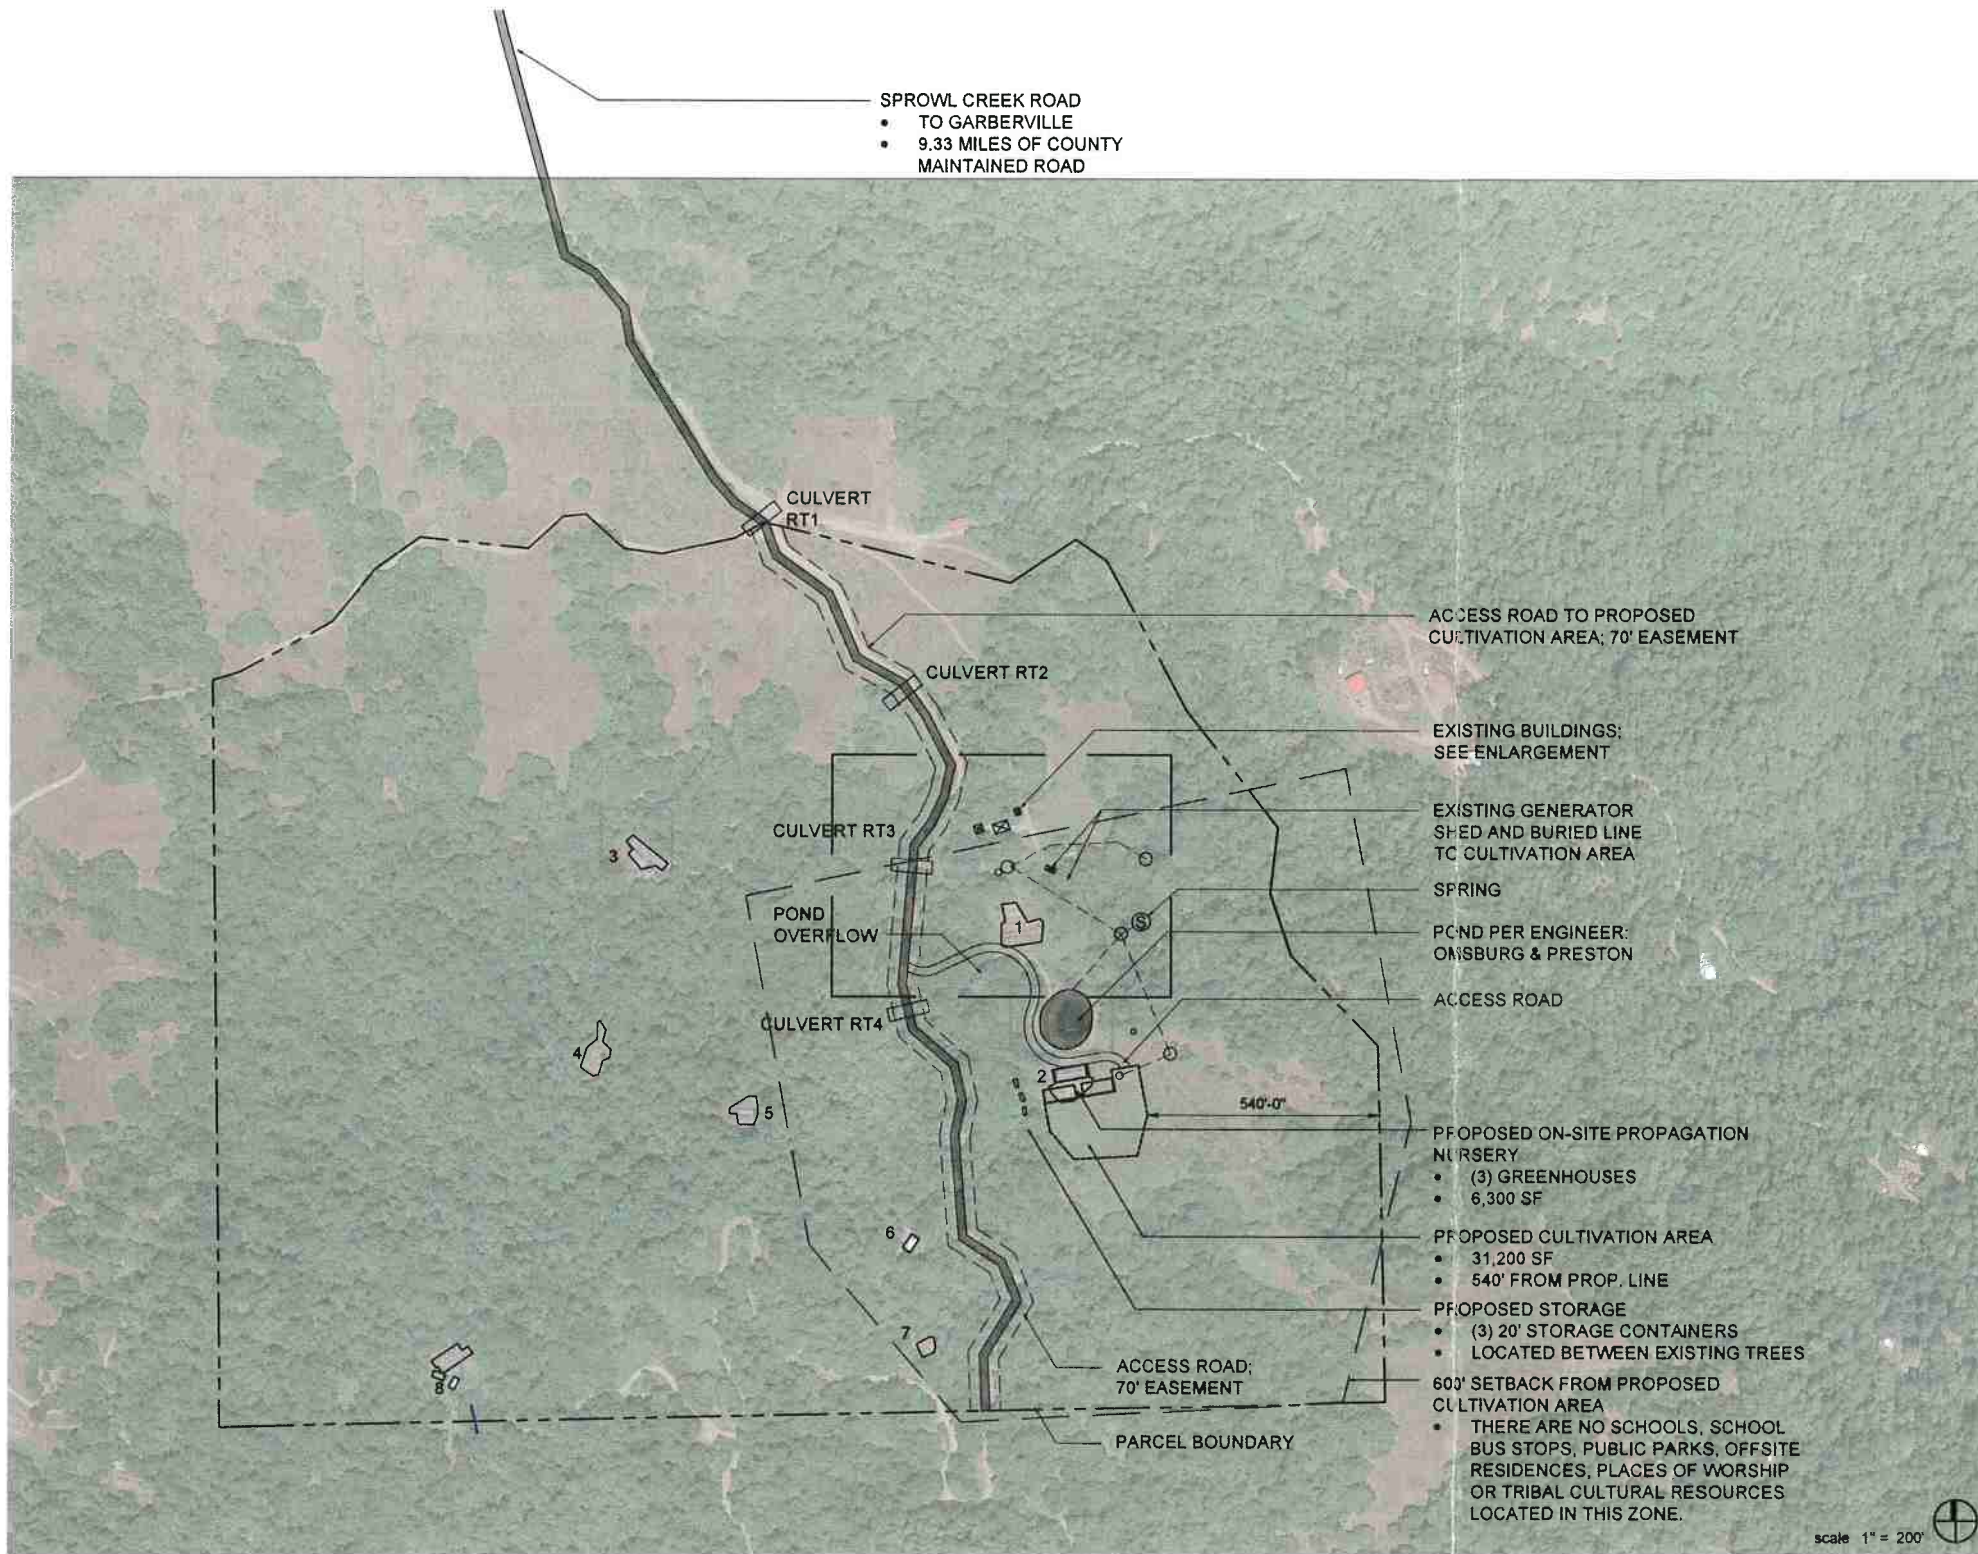 SPROWL CREEK ROAD
• TO GARBERVILLE
• 9.33 MILES OF COUNTY
MAINTAINED ROAD
CULVERT
RT1
ACCESS ROAD TO PROPOSED
CULTIVATION AREA; 70' EASEMENT
CULVERT RT2
EXISTING BUILDINGS;
SEE ENLARGEMENT
EXISTING GENERATOR
SHED AND BURIED LINE
TO CULTIVATION AREA
CULVERT RT3
3
SPRING
S
POND
OVERFLOW
1
POND PER ENGINEER:
OMSBURG & PRESTON
ACCESS ROAD
CULVERT RT4
4
2
5
540'-0"
PROPOSED ON-SITE PROPAGATION
NURSERY
• (3) GREENHOUSES
• 6,300 SF
6
PROPOSED CULTIVATION AREA
• 31,200 SF
• 540' FROM PROP. LINE
PROPOSED STORAGE
• (3) 20' STORAGE CONTAINERS
• LOCATED BETWEEN EXISTING TREES
7
8
ACCESS ROAD;
70' EASEMENT
600' SETBACK FROM PROPOSED
CULTIVATION AREA
• THERE ARE NO SCHOOLS, SCHOOL
BUS STOPS, PUBLIC PARKS, OFFSITE
RESIDENCES, PLACES OF WORSHIP
OR TRIBAL CULTURAL RESOURCES
LOCATED IN THIS ZONE.
PARCEL BOUNDARY
scale 1" = 200'